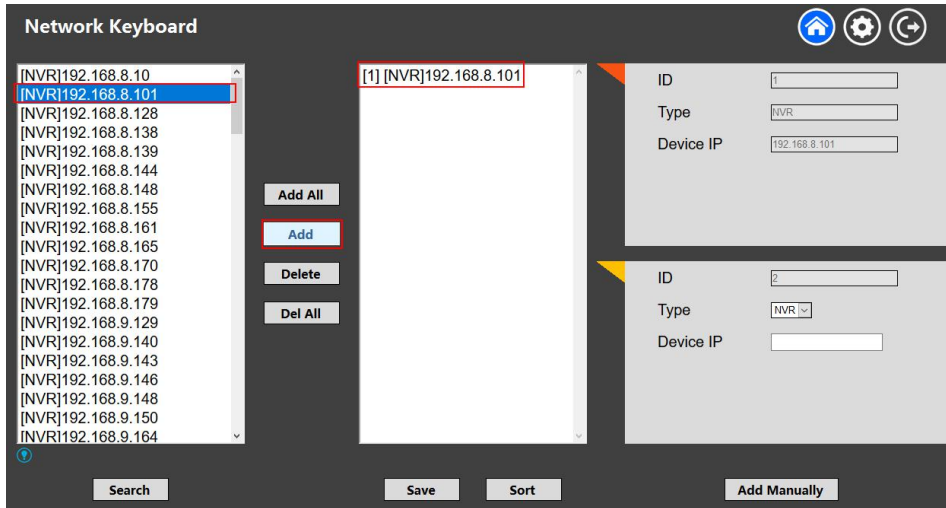 Network Keyboard
[NVR]192.168.8.10
[NVR]192.168.8.101
[NVR]192.168.8.128
[NVR]192.168.8.138
[NVR]192.168.8.139
[NVR]192.168.8.144
[NVR]192.168.8.148
[NVR]192.168.8.155
[NVR]192.168.8.161
[NVR]192.168.8.165
[NVR]192.168.8.170
[NVR]192.168.8.178
[NVR]192.168.8.179
[NVR]192.168.9.129
[NVR]192.168.9.140
[NVR]192.168.9.143
[NVR]192.168.9.146
[NVR]192.168.9.148
[NVR]192.168.9.150
[NVR]192.168.9.164
Search
Add All
Add
Delete
Del All
[1] [NVR]192.168.8.101
Save
Sort
ID 1
Type NVR
Device IP 192.168.8.101
ID 2
Type NVR
Device IP
Add Manually